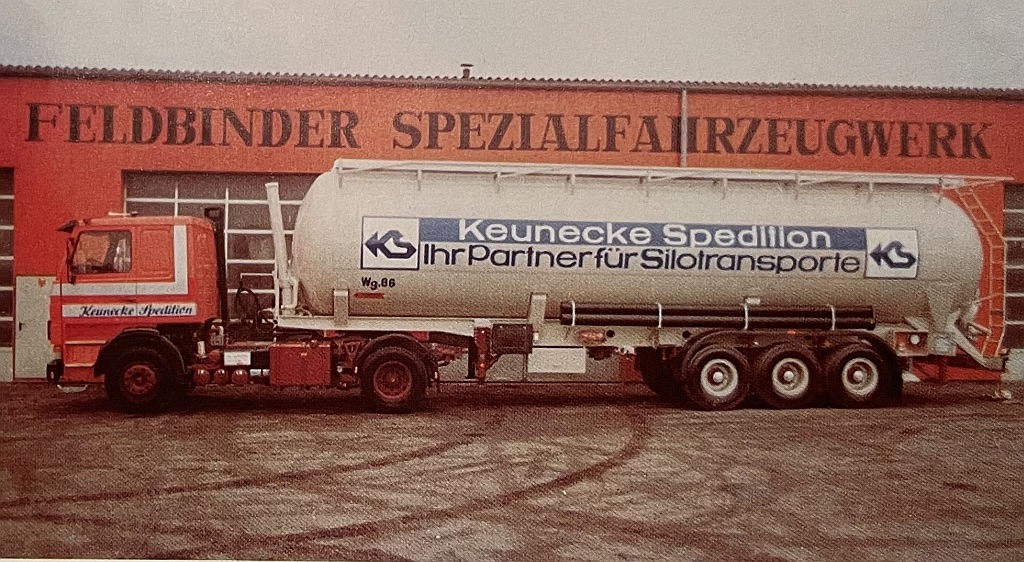 FELDBINDER SPEZIALFAHRZEUGWERK
KS
Keunecke Spedition
KS
Ihr Partner für Silotransporte
Wg.86
Keunecke Spedition